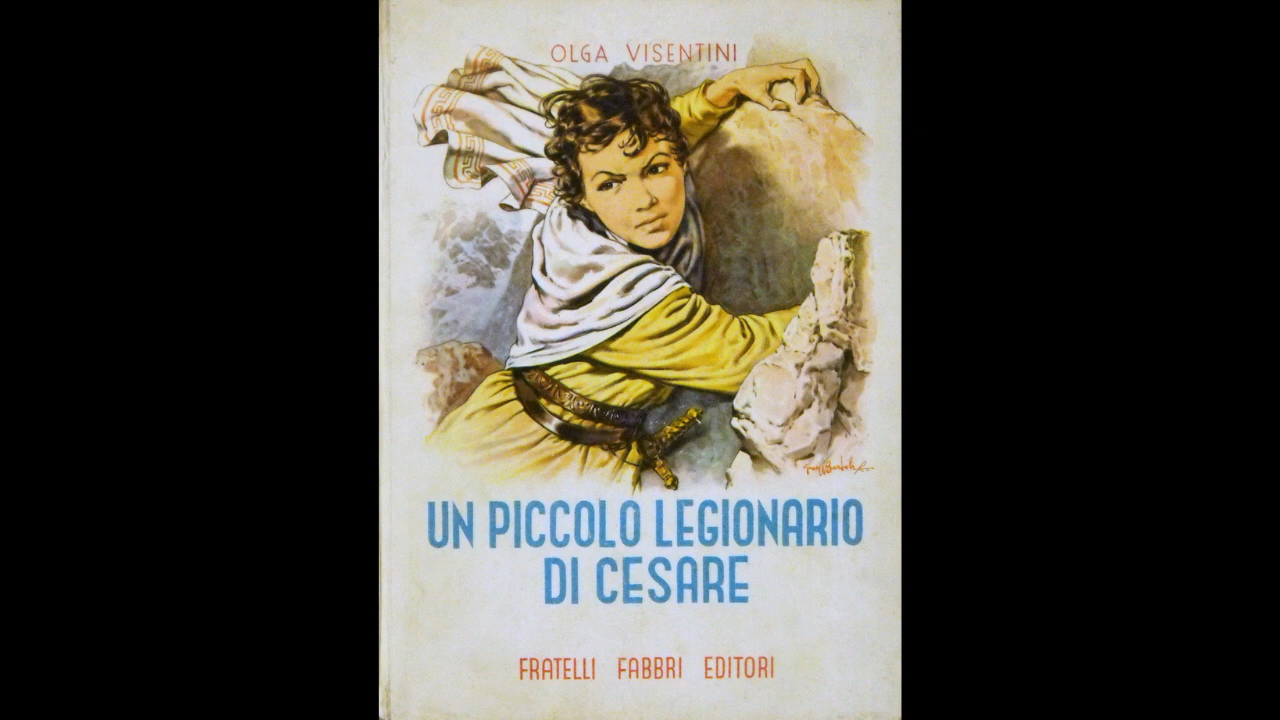 OLGA VISENTINI
UN PICCOLO LEGIONARIO
DI CESARE
FRATELLI FABBRI EDITORI